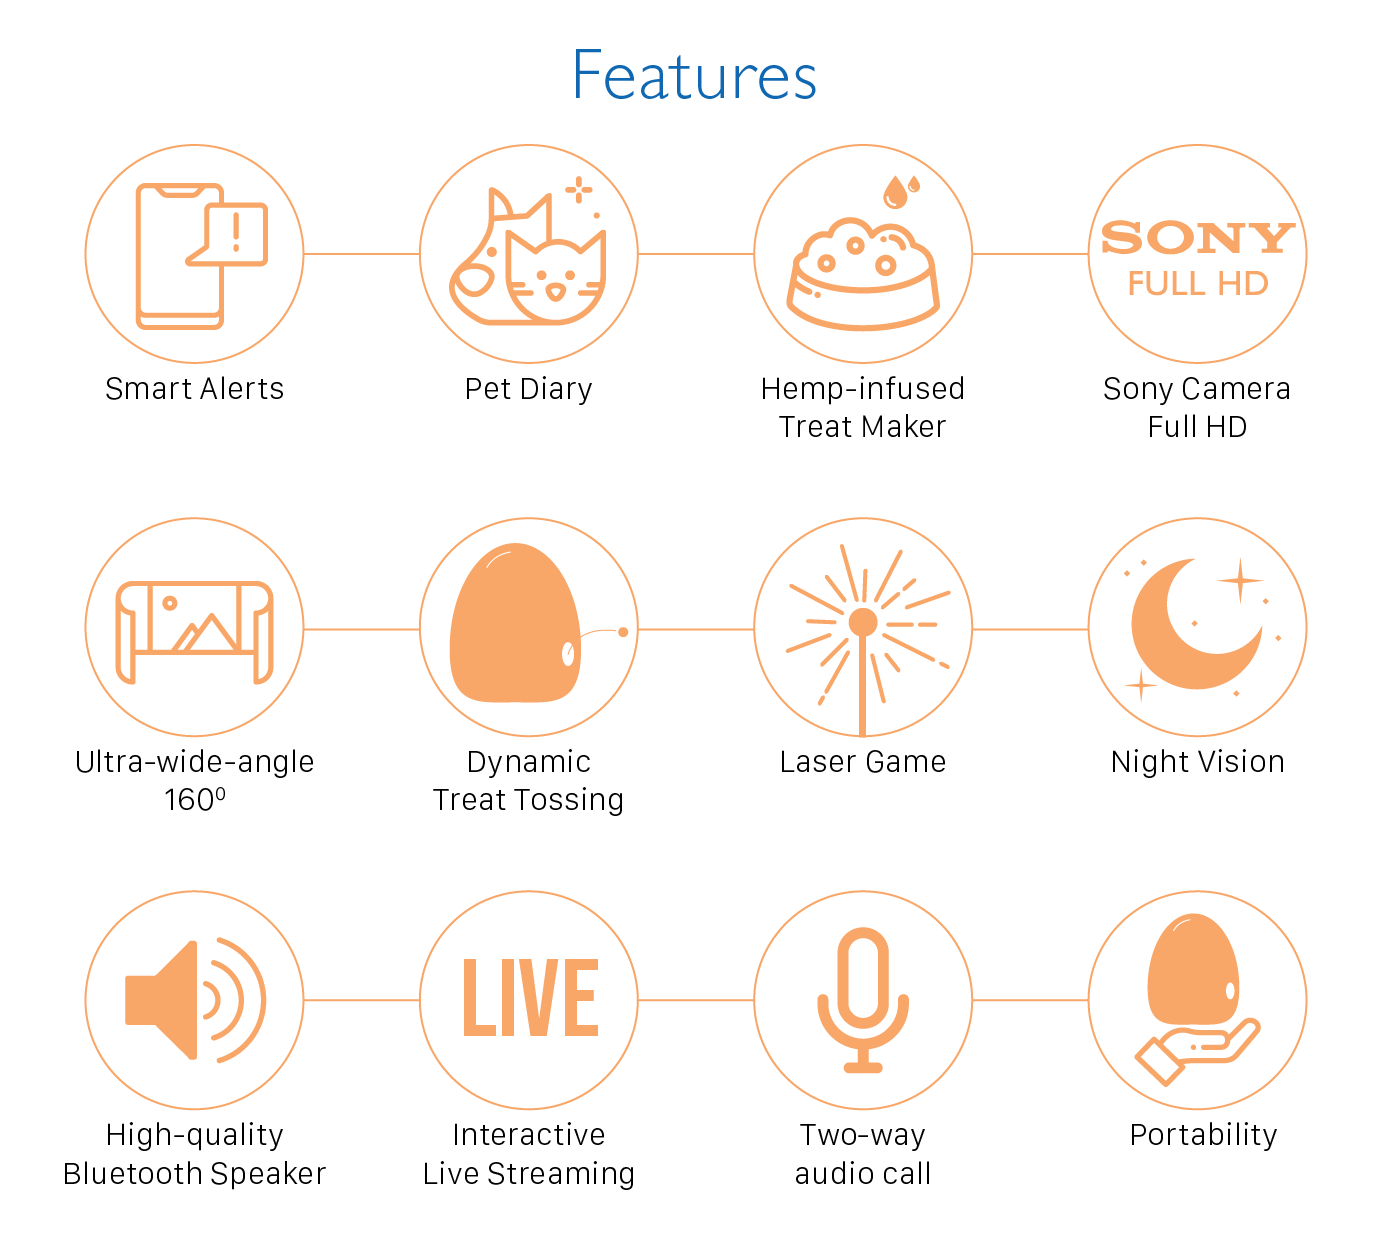 Features
SONY
FULL HD
Smart Alerts
Pet Diary
Hemp-infused
Treat Maker
Sony Camera
Full HD
Ultra-wide-angle
160⁰
Dynamic
Treat Tossing
Laser Game
Night Vision
LIVE
High-quality
Bluetooth Speaker
Interactive
Live Streaming
Two-way
audio call
Portability